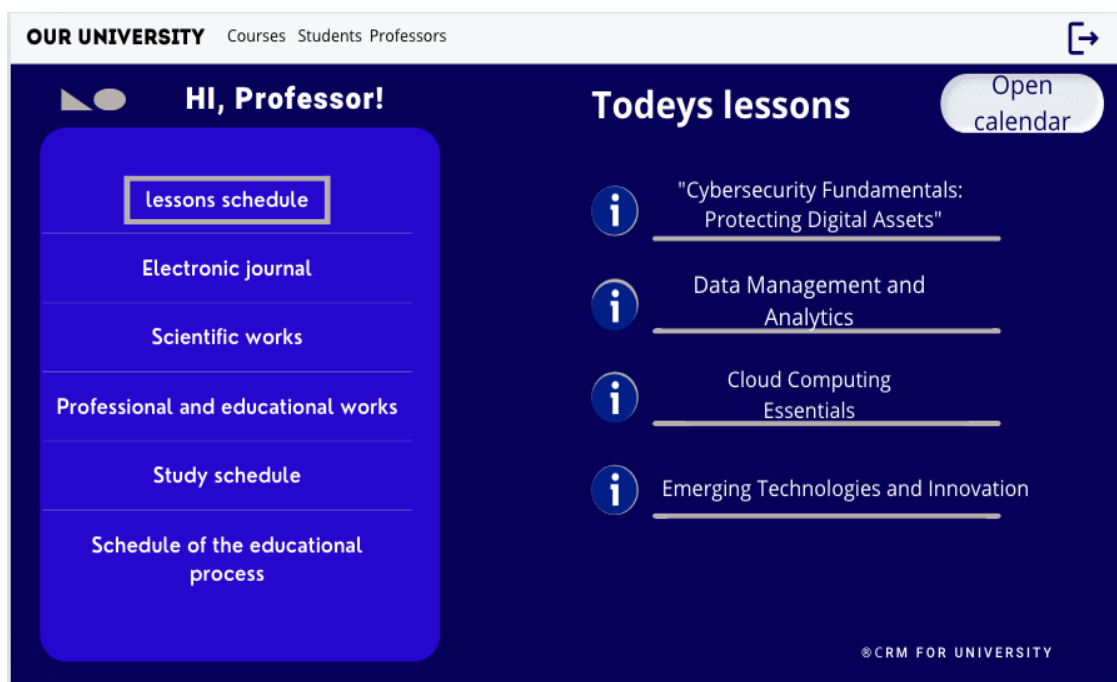 OUR UNIVERSITY Courses Students Professors
HI, Professor!
lessons schedule
Electronic journal
Scientific works
Professional and educational works
Study schedule
Schedule of the educational
process
Todeys lessons
Open
calendar
"Cybersecurity Fundamentals:
Protecting Digital Assets"
Data Management and
Analytics
Cloud Computing
Essentials
Emerging Technologies and Innovation
®CRM FOR UNIVERSITY